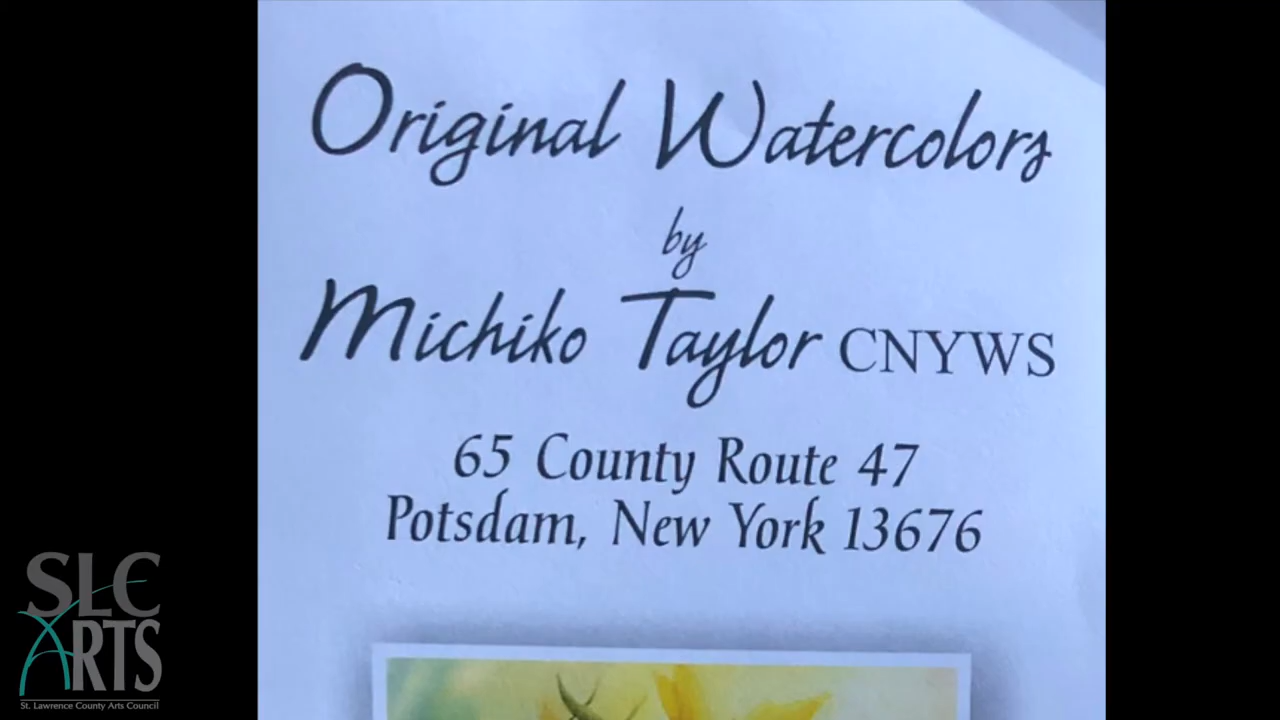 Original Watercolors
by
Michiko Taylor CNYWS
65 County Route 47
Potsdam, New York 13676
SLC
ARTS
St. Lawrence County Arts Council